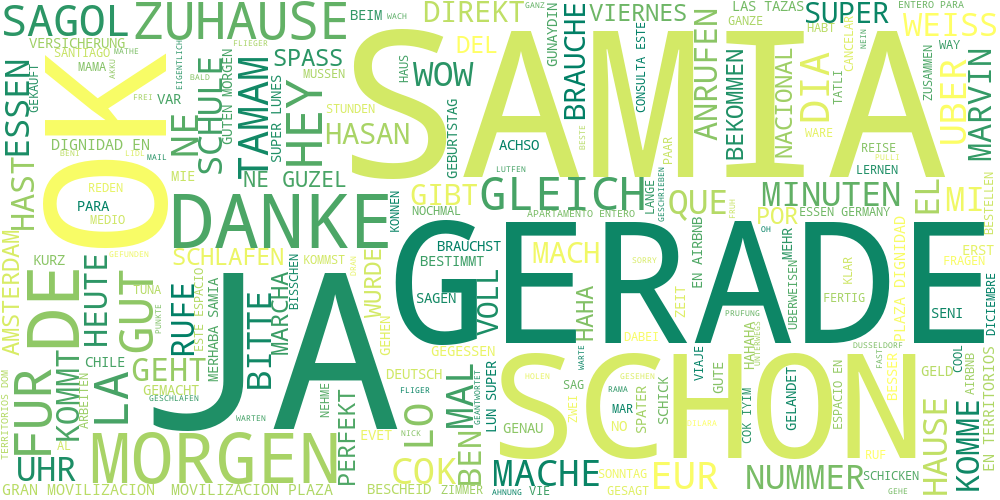 SAGOL
ZUHAUSE
BEIM
WACH
DIREKT
GANZ
VIERNES
LAS TAZAS
SUPER
ENTERO PARA
VERSICHERUNG
SANTIAGO
MATHE
MAMA
AKKU
EIGENTLICH
FLIEGER
SPASS
DEL
GUNAYDIN
GANZE
HABT
WEISS
SAMIA
OK
ESSEN
GEKAUFT
FREI
VAR
BALD
GUTEN MORGEN
SUPER LUNES
TAMAM
MUSSEN
HAUS
WOW
BRAUCHE
CONSULTA ESTE
ANRUFEN
BEKOMMEN
NACIONAL
DIA
CANCELAR
NEIN
TATLI
ZUSAMMEN
WAY
UBER
MARVIN
STUNDEN
HASAN
HEY
SCHULE
NE
DIGNIDAD EN
BENI
LIDL
MAIL
MIE
GEBURTSTAG
ACHSO
BESTE
PAAR
WARE
REISE
PULLI
LERNEN
HAST
REDEN
PARA
MEDIO
NE GUZEL
LUTFEN
GIBT
GLEICH
GESCHRIEBEN
LANGE
QUE
FRUH
MINUTEN
EL
MI
BESTELLEN
DANKE
KONNEN
NOCHMAL
APARTAMENTO ENTERO
POR
OH
ESSEN GERMANY
AMSTERDAM
KURZ
GEFUNDEN
SCHLAFEN
KOMMST
GRAN
BISSCHEN
WURDE
BRAUCHST
BESTIMMT
MACH
SORRY
EN AIRBNB
MEHR
KLAR
PLAZA DIGNIDAD
ERST
FRAGEN
GERADE
DE
HEUTE
TUNA
PUNKTE
GUT
RUFE
ESTE ESPACIO
MERHABA SAMIA
BITTE
MARCHA
JA
GEHEN
SAGEN
VOLL
HAHA
ZEIT
PRUFUNG
UBERWEISEN
FERTIG
SENI
DICIEMBRE
FUR
KOMMT
CHILE
ARBEITEN
LA
GEHT
GEMACHT
GESCHLAFEN
GEGESSEN
DEUTSCH
WARTE
DABEI
VIAJE
HAHAHA
UNTERWEGS
DUSSELDORF
FAST
BESSER
GELD
COOL
AIRBNB
EN TERRITORIOS
TERRITORIOS DOM
AL
WARTEN
NEHME
PERFEKT
FLIGER
NICK
LO
MAL
GEANTWORTET
LUN SUPER
HOLEN
SAG
ZWEI
RAMA
MAR
GESEHEN
NO
SPATER
SCHICK
GUTE
DILARA
COK IYIM
GELANDET
ESPACIO EN
SCHON
RUF
HAUSE
KOMME
UHR
MORGEN
EVET
COK
BEN
GENAU
MACHE
SONNTAG
EUR
NUMMER
SCHICKEN
GEHE
GRAN MOVILIZACION
MOVILIZACION PLAZA
BESCHEID
ZIMMER
AHNUNG
VIE
GESAGT